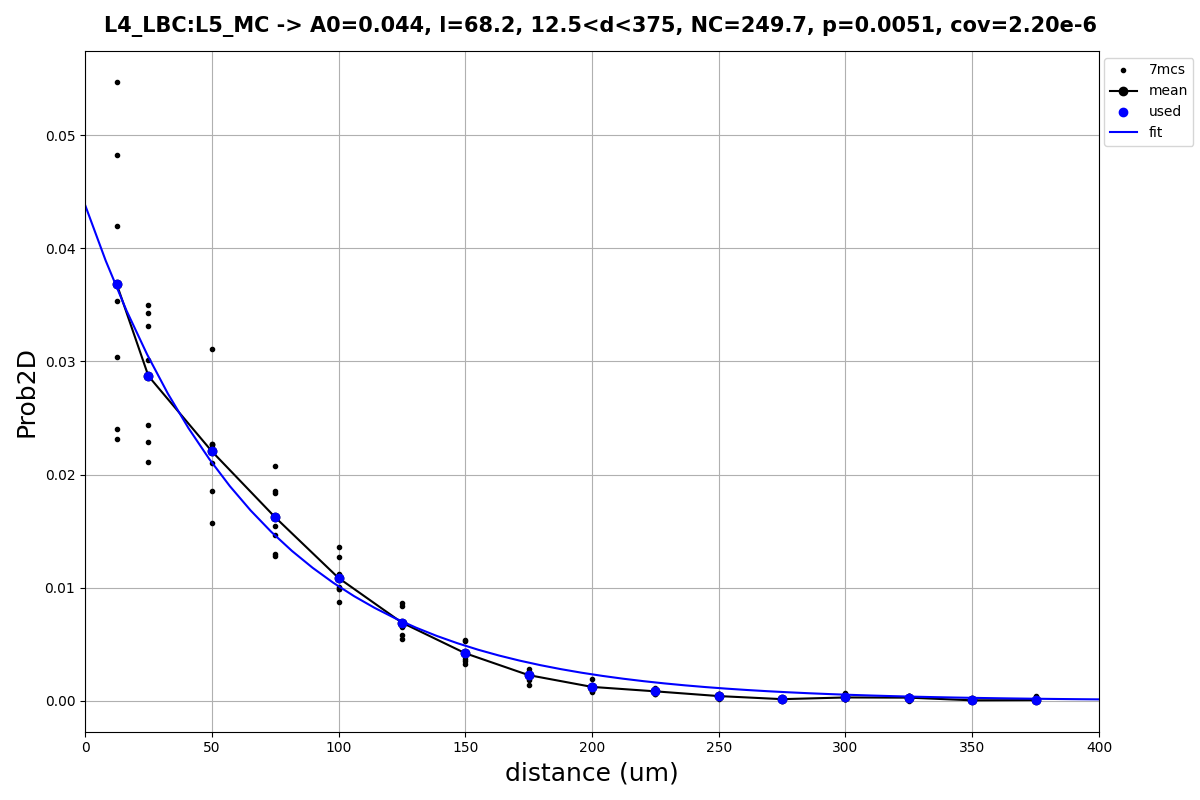 L4_LBC:L5_MC -> A0=0.044, l=68.2, 12.5<d<375, NC=249.7, p=0.0051, cov=2.20e-6
7mcs
mean
used
fit
Prob2D
0.05
0.04
0.03
0.02
0.01
0.00
0 50 100 150 200 250 300 350 400
distance (um)